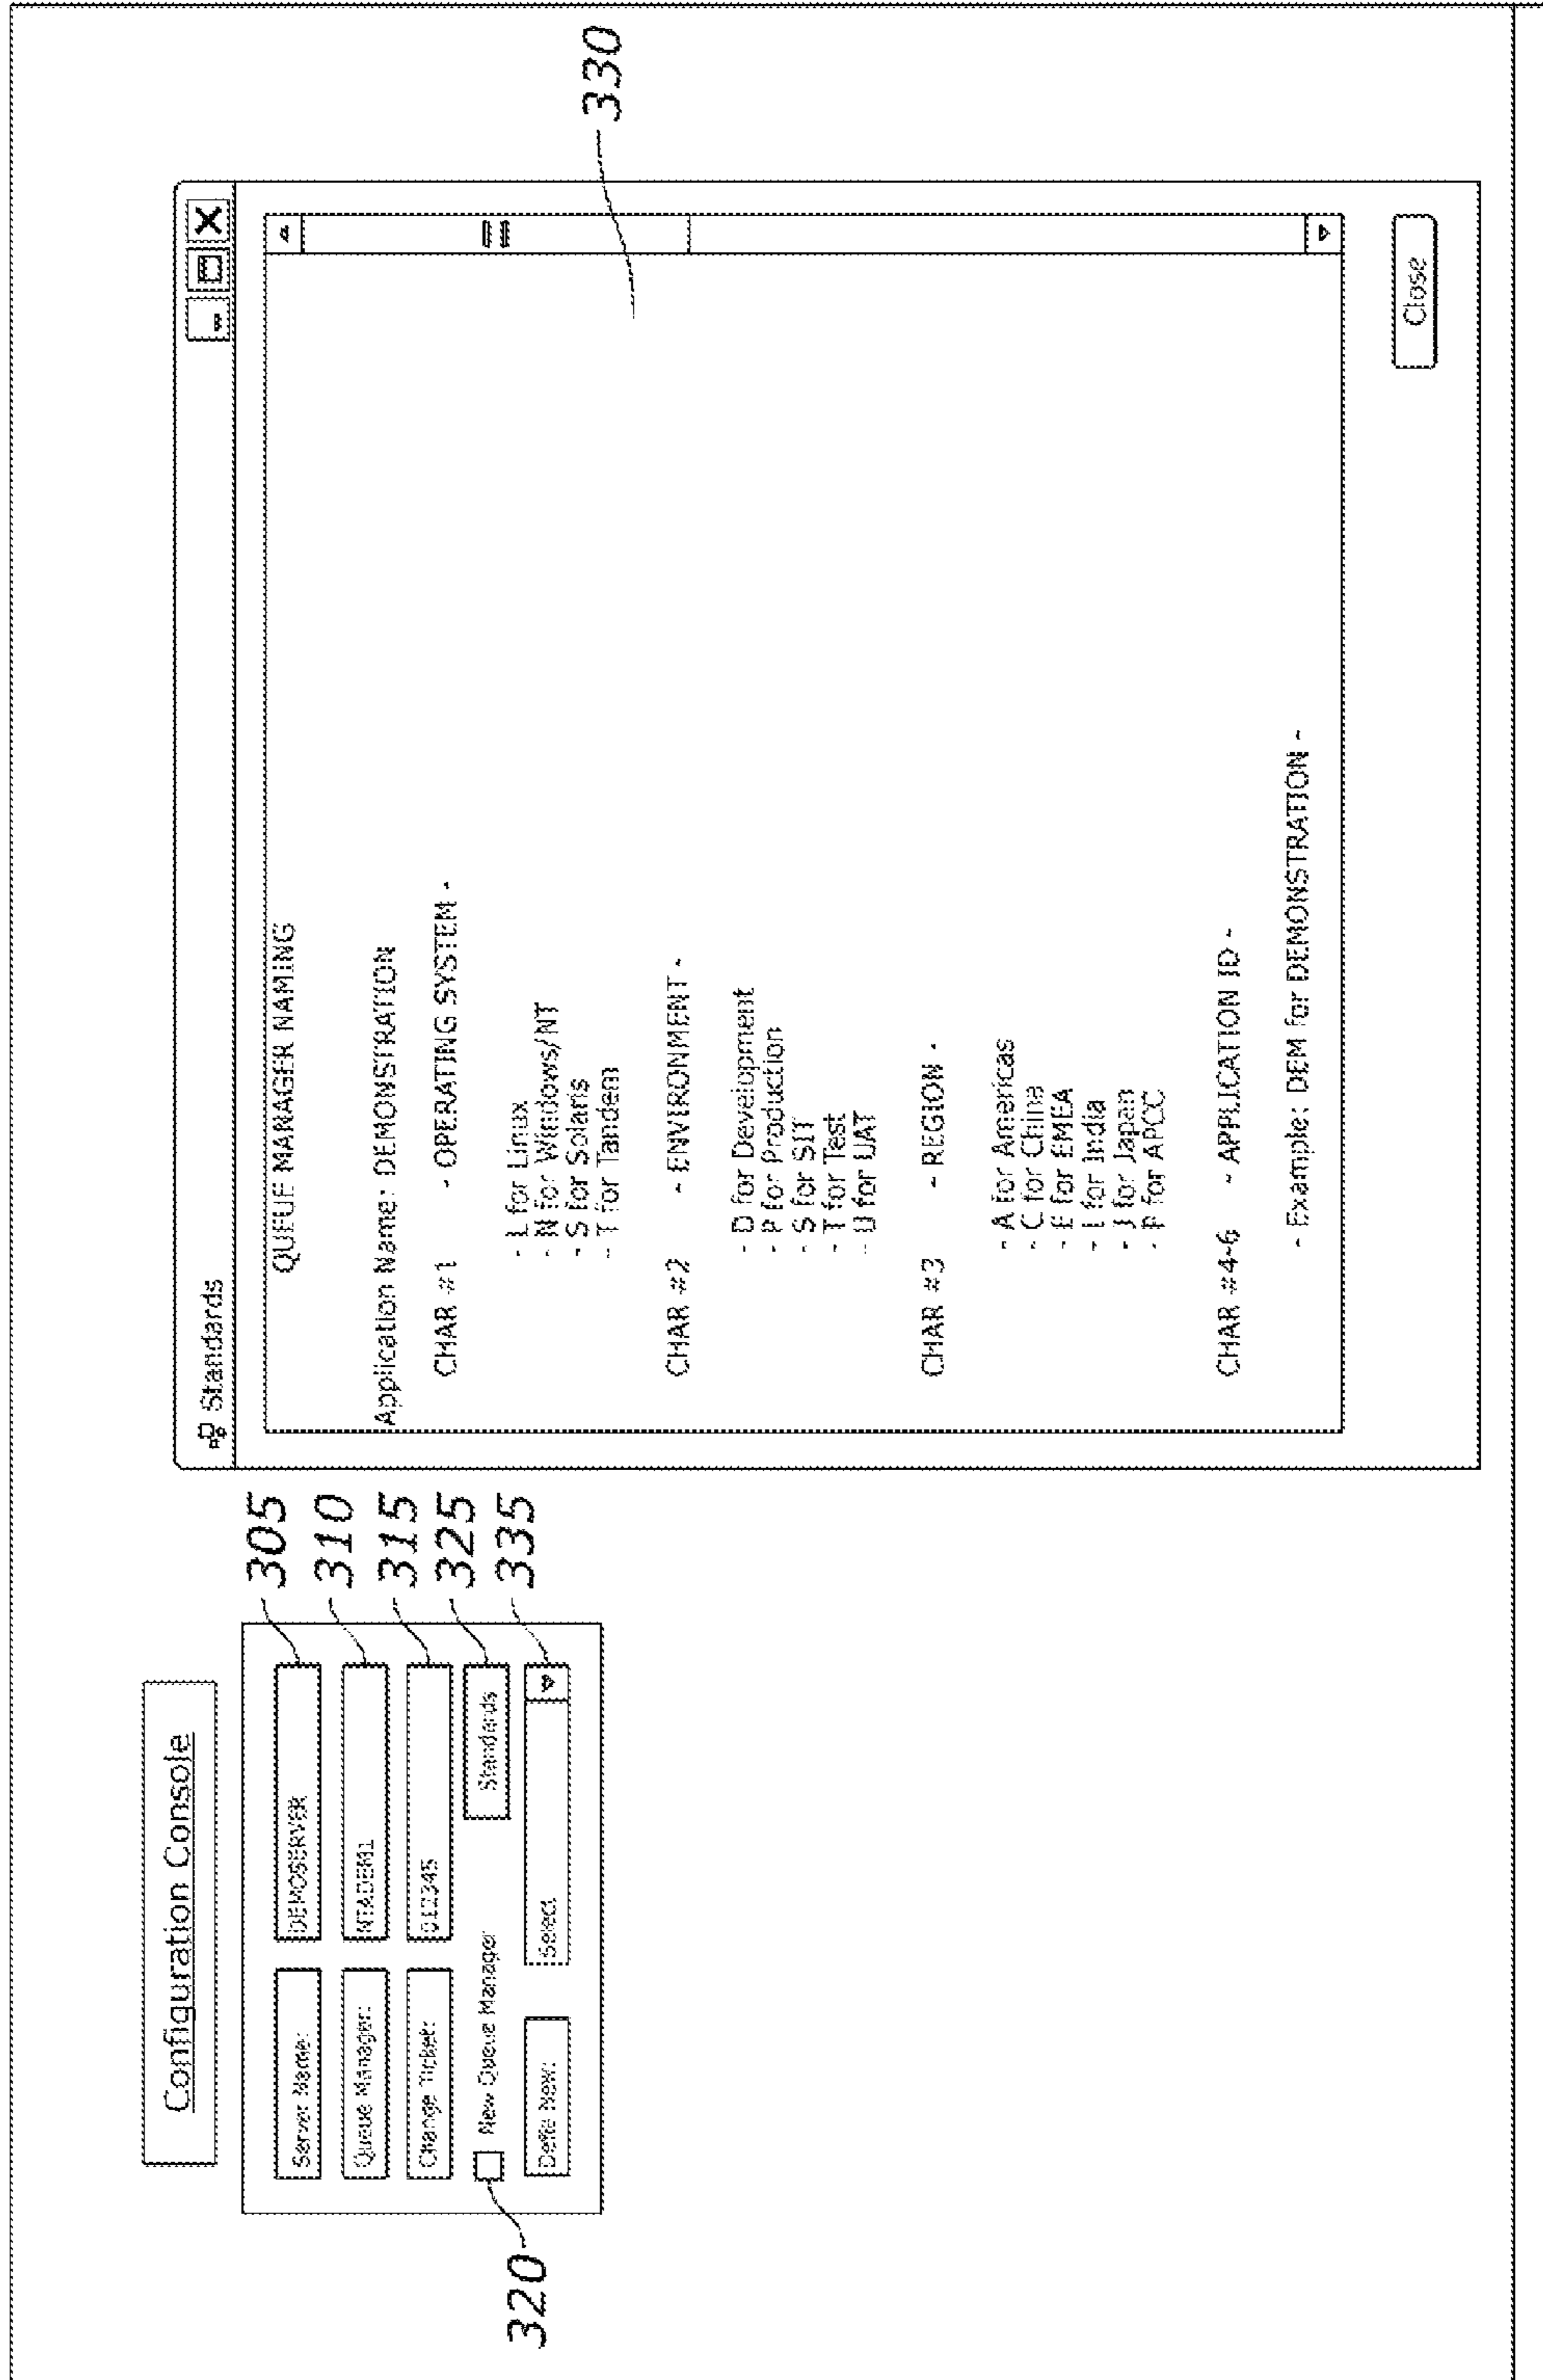 Configuration Console
Server Name: DEMOSERVER 305
Queue Manager: NTADEM1 310
Change Ticket: 012345 315
320 New Queue Manager Standards 325
Defie New: Select 335
Standards
QUEUE MANAGER NAMING
Application Name: DEMONSTRATION
CHAR #1 - OPERATING SYSTEM -
- L for Linux
- N for Windows/NT
- S for Solaris
- T for Tandem
330
CHAR #2 - ENVIRONMENT -
- D for Development
- P for Production
- S for SIT
- T for Test
- U for UAT
CHAR #3 - REGION -
- A for Americas
- C for China
- E for EMEA
- I for India
- J for Japan
- P for APCC
CHAR #4-6 - APPLICATION ID -
- Example: DEM for DEMONSTRATION -
Close